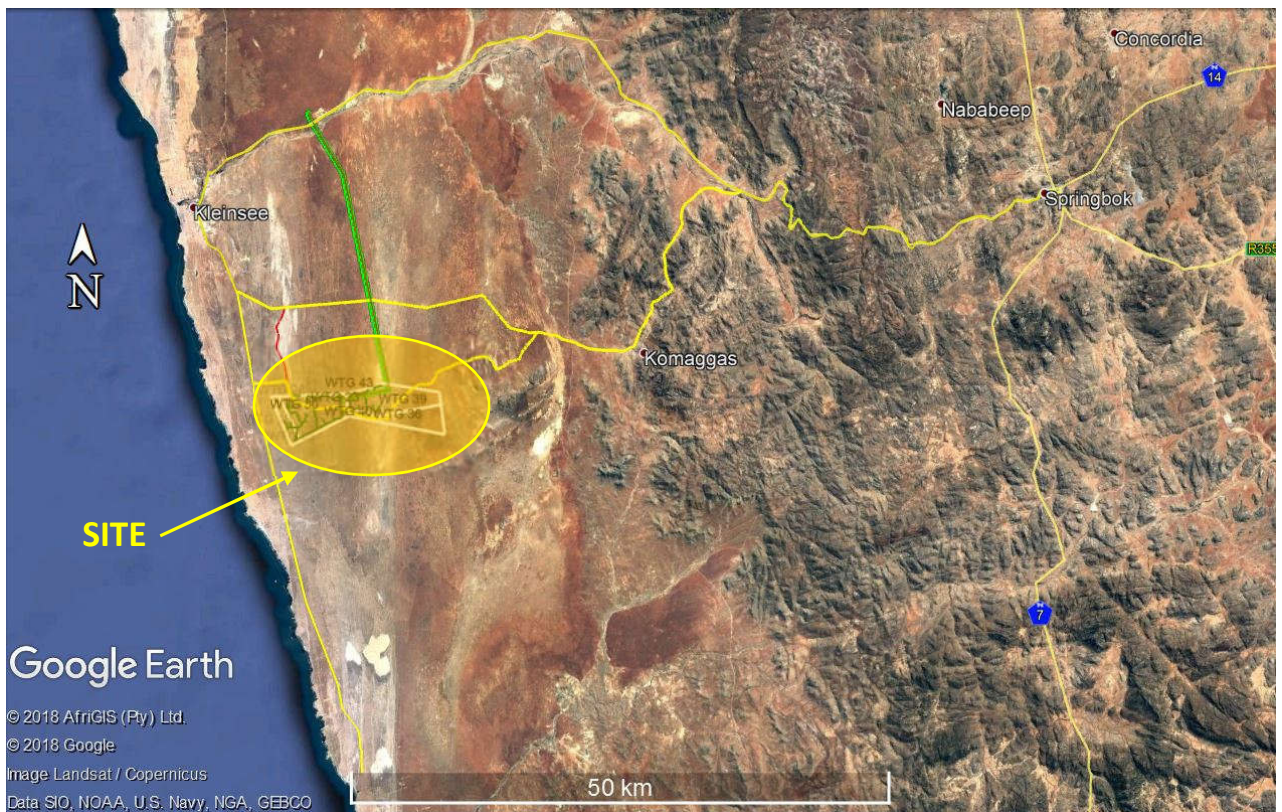 Concordia
14
Nababeep
Springbok
Kleinsee
N
R355
Komaggas
WTG 43
WTG 39
WTG 36
SITE
7
Google Earth
© 2018 AfriGIS (Pty) Ltd.
© 2018 Google
Image Landsat / Copernicus
Data SIO, NOAA, U.S. Navy, NGA, GEBCO
50 km